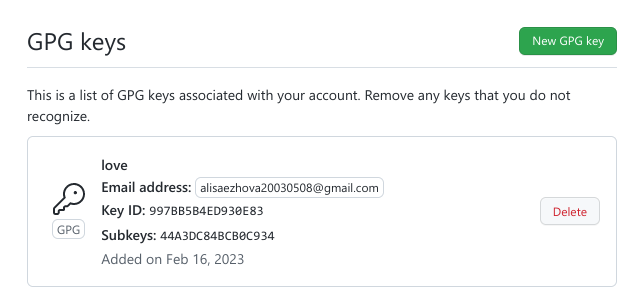 GPG keys
New GPG key
This is a list of GPG keys associated with your account. Remove any keys that you do not
recognize.
love
Email address: alisaezhova20030508@gmail.com
Key ID: 997BB5B4ED930E83
Subkeys: 44A3DC84BCB0C934
Added on Feb 16, 2023
GPG
Delete